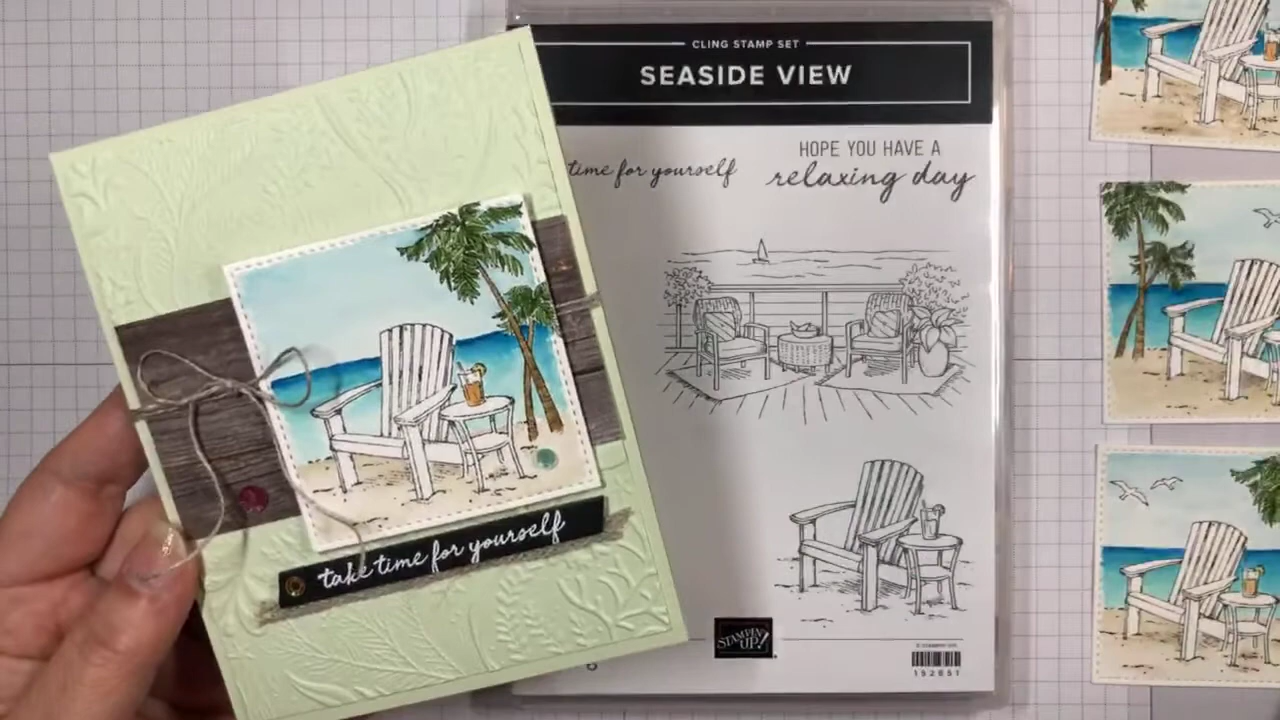 CLING STAMP SET
SEASIDE VIEW
time for yourself
HOPE YOU HAVE A
relaxing day
take time for yourself
STAMPIN' UP!
152651